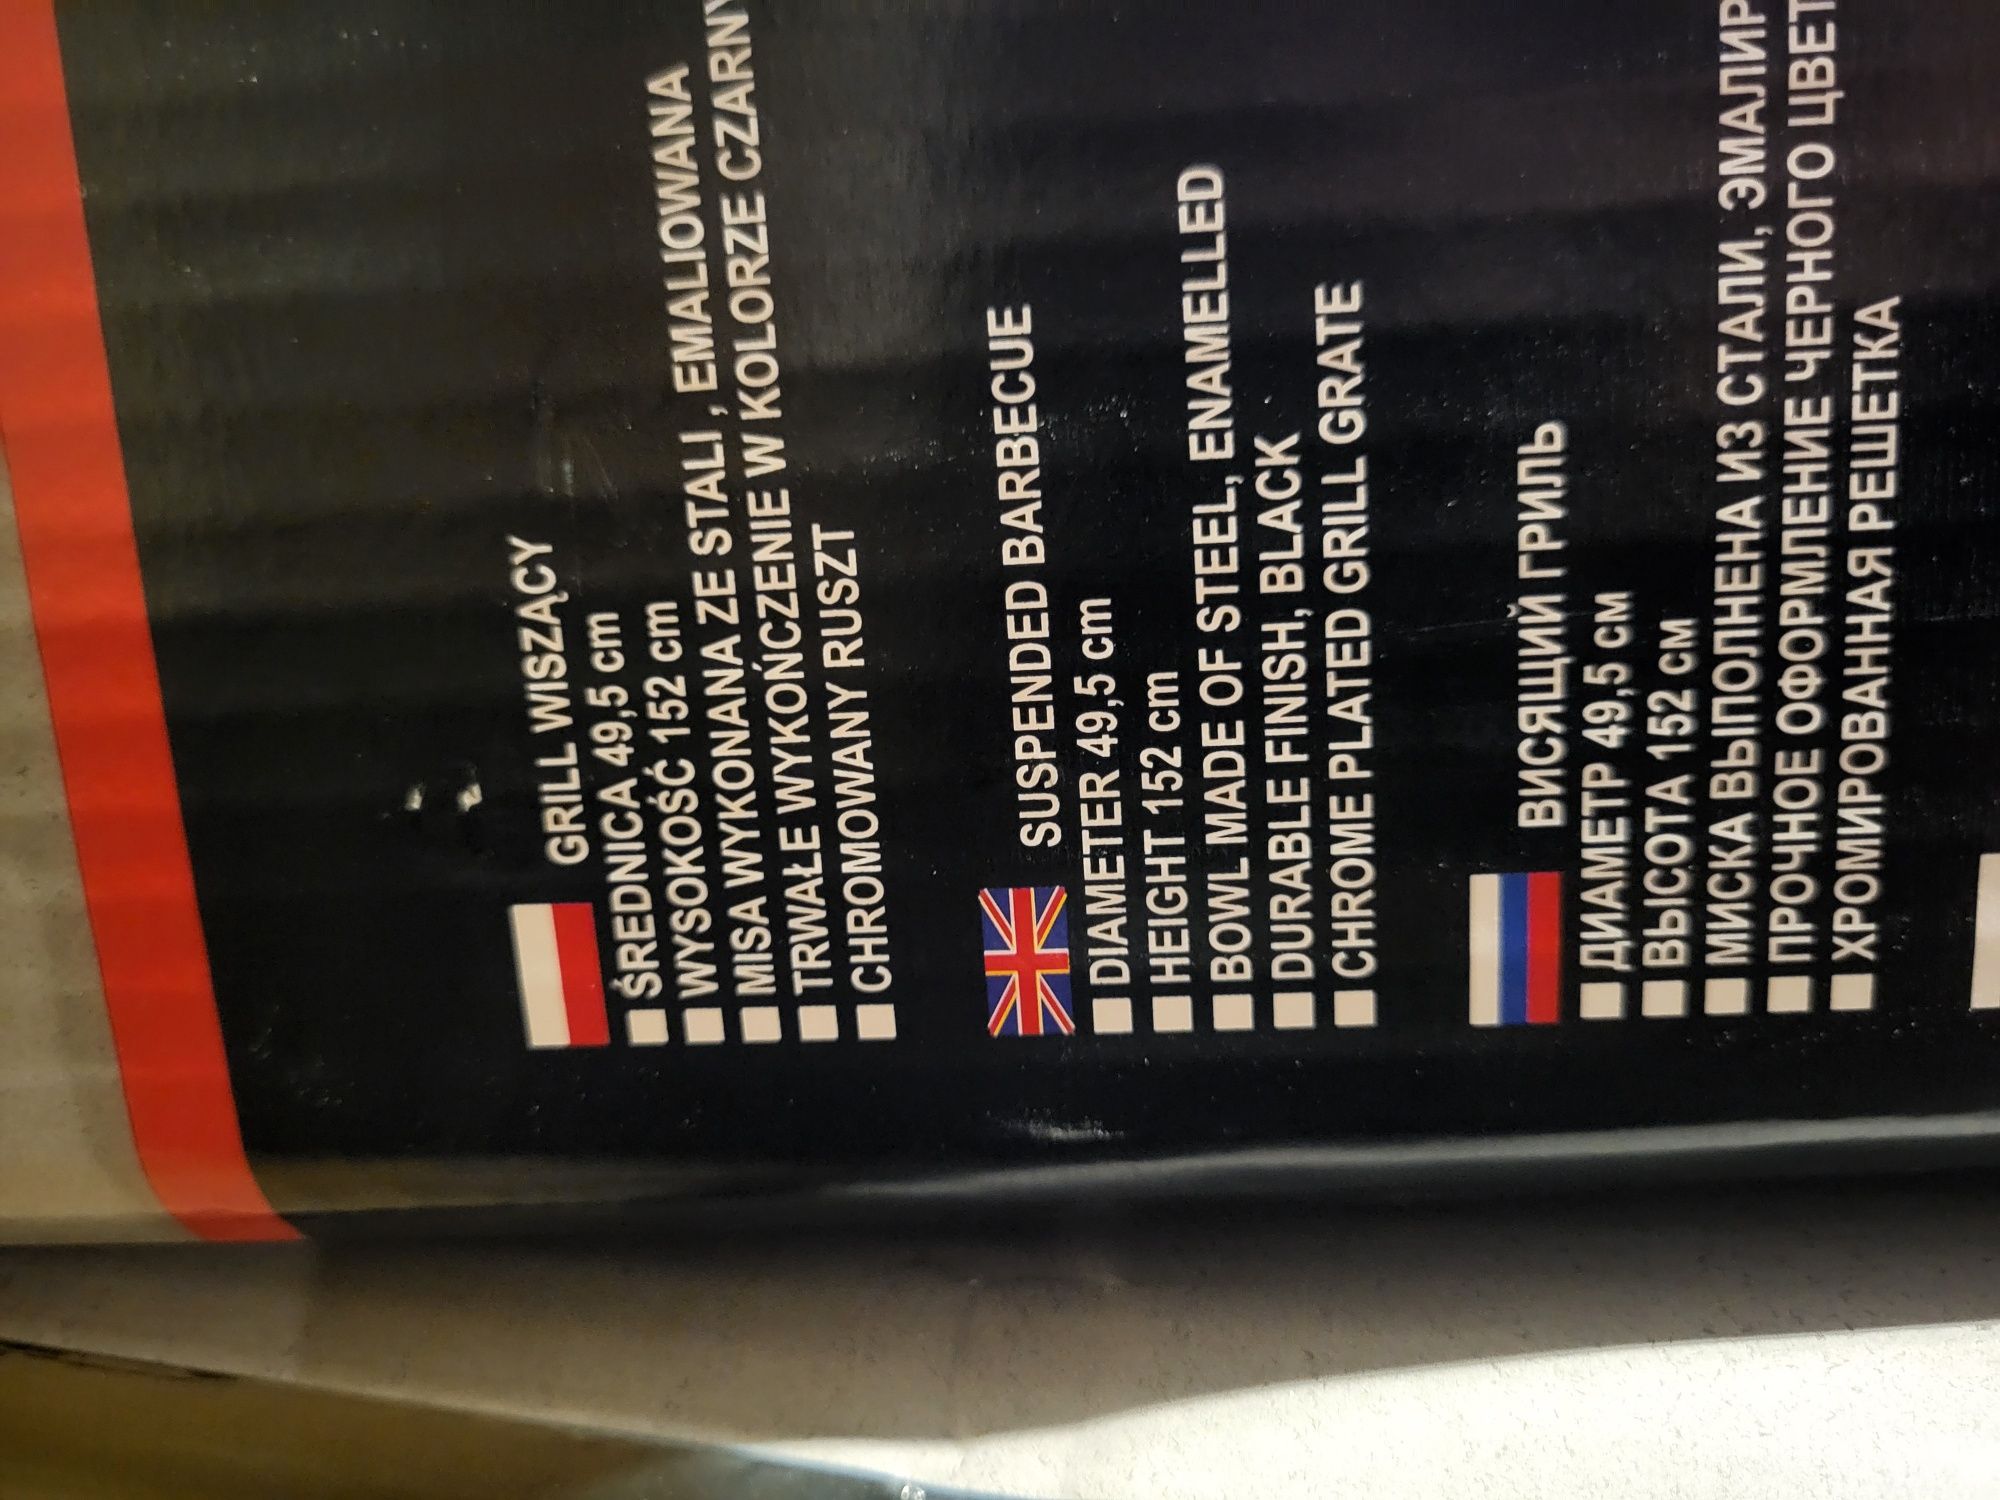 GRILL WISZĄCY
ŚREDNICA 49,5 cm
WYSOKOŚĆ 152 cm
MISA WYKONANA ZE STALI , EMALIOWANA
TRWAŁE WYKOŃCZENIE W KOLORZE CZARNY
CHROMOWANY RUSZT
SUSPENDED BARBECUE
DIAMETER 49,5 cm
HEIGHT 152 cm
BOWL MADE OF STEEL, ENAMELLED
DURABLE FINISH, BLACK
CHROME PLATED GRILL GRATE
ВИСЯЩИЙ ГРИЛЬ
ДИАМЕТР 49,5 см
ВЫСОТА 152 см
МИСКА ВЫПОЛНЕНА ИЗ СТАЛИ, ЭМАЛИР
ПРОЧНОЕ ОФОРМЛЕНИЕ ЧЕРНОГО ЦВЕТ
ХРОМИРОВАННАЯ РЕШЕТКА